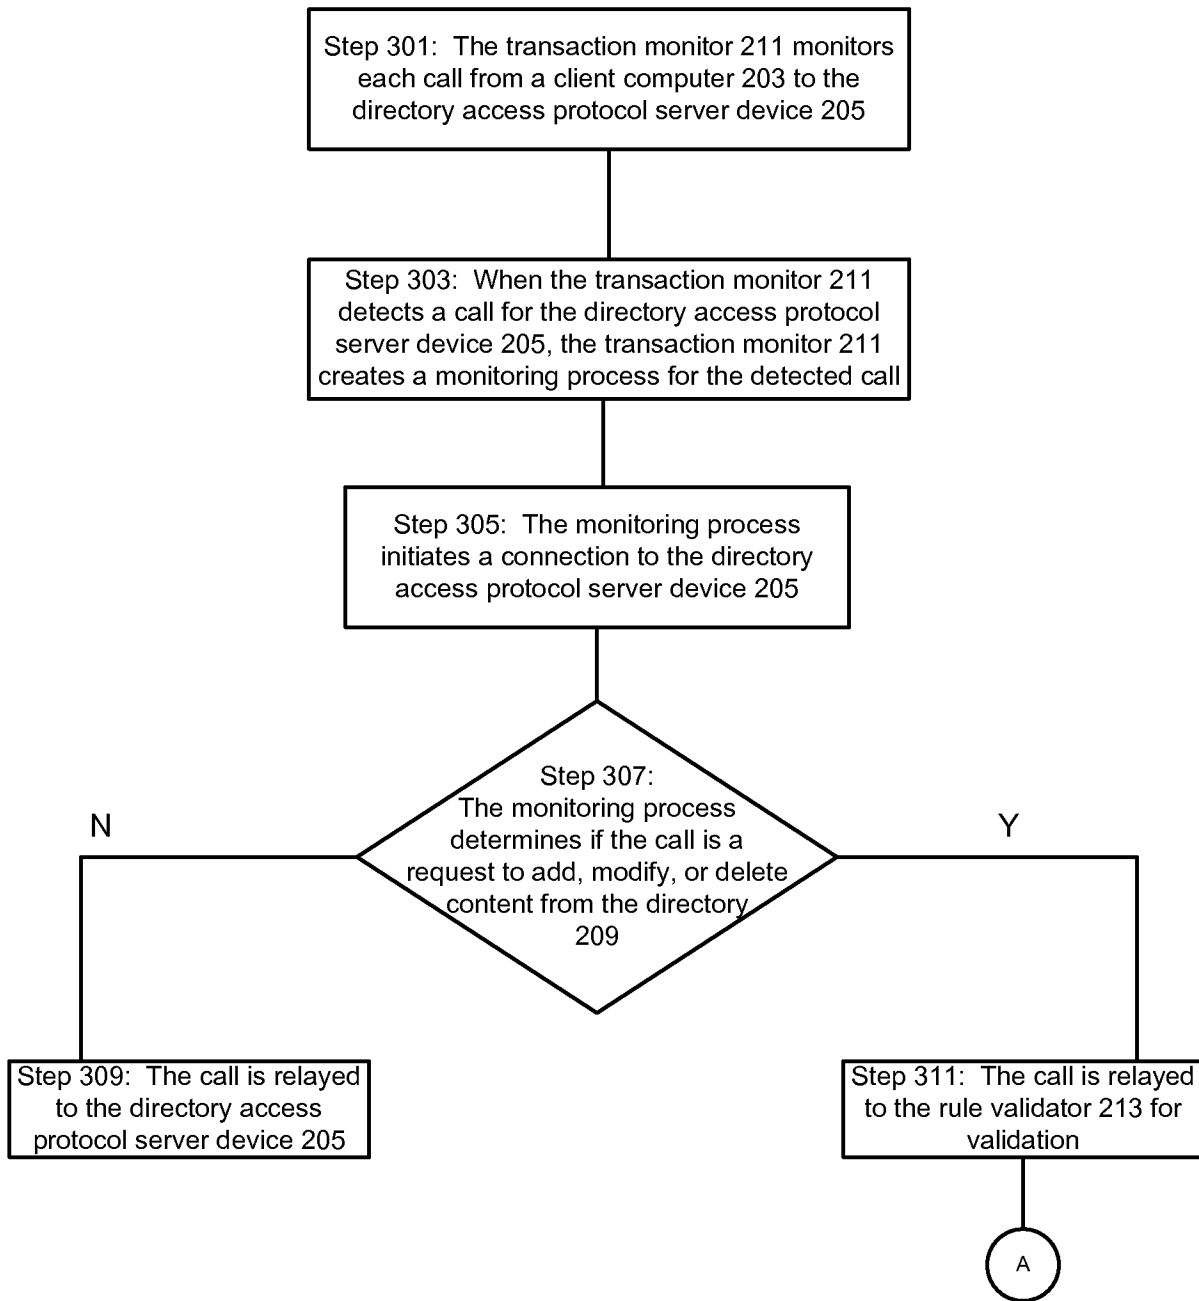 Step 301: The transaction monitor 211 monitors
each call from a client computer 203 to the
directory access protocol server device 205
Step 303: When the transaction monitor 211
detects a call for the directory access protocol
server device 205, the transaction monitor 211
creates a monitoring process for the detected call
Step 305: The monitoring process
initiates a connection to the directory
access protocol server device 205
Step 307:
The monitoring process
determines if the call is a
request to add, modify, or delete
content from the directory
209
N
Y
Step 309: The call is relayed
to the directory access
protocol server device 205
Step 311: The call is relayed
to the rule validator 213 for
validation
A